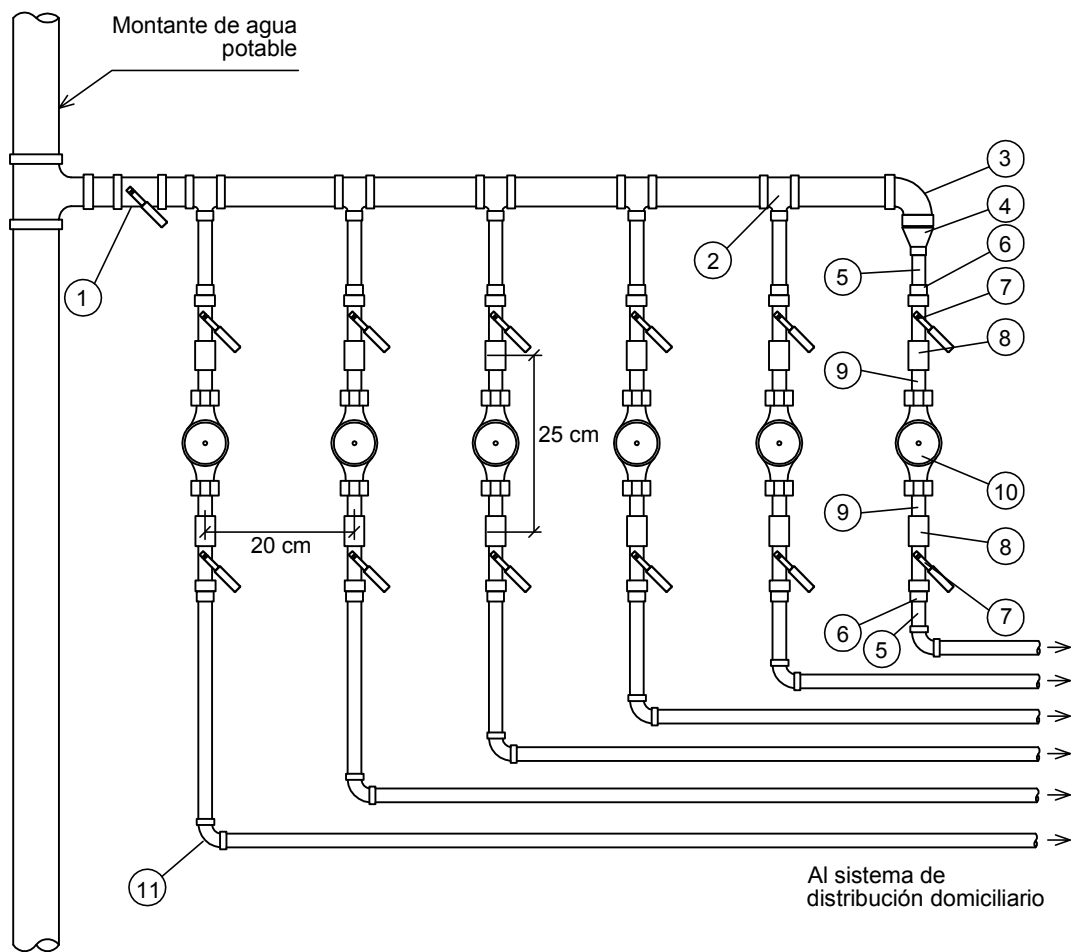 Montante de agua
potable
3
4
6
5
2
1
7
8
9
25 cm
10
9
20 cm
8
6
5
7
11
Al sistema de
distribución domiciliario